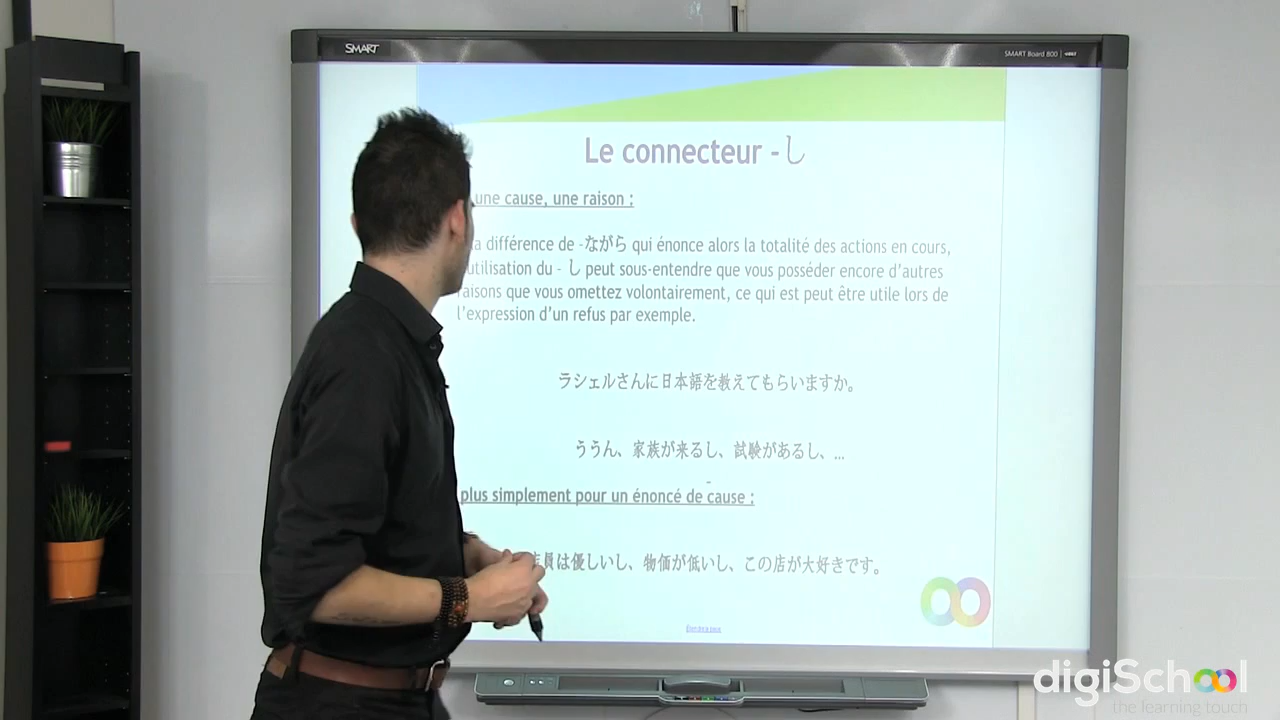 SMART
SMART Board 800
Le connecteur -し
une cause, une raison :
la différence de -ながら qui énonce alors la totalité des actions en cours,
utilisation du - し peut sous-entendre que vous posséder encore d'autres
raisons que vous omettez volontairement, ce qui est peut être utile lors de
l'expression d'un refus par exemple.
ラシェルさんに日本語を教えてもらいますか。
ううん、家族が来るし、試験があるし、...
plus simplement pour un énoncé de cause :
員は優しいし、物価が低いし、この店が大好きです。
digiSchool
the learning touch